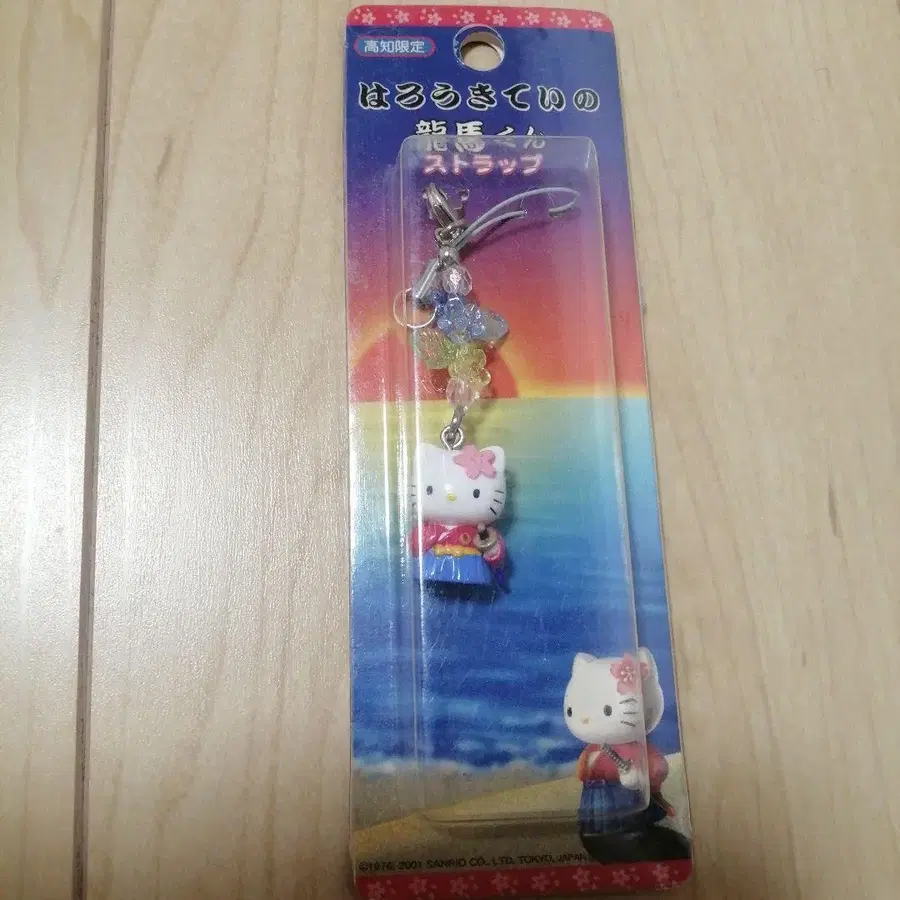 高知限定
はろうきてぃの
龍馬くん
ストラップ
©1976, 2001 SANRIO CO., LTD. TOKYO, JAPAN